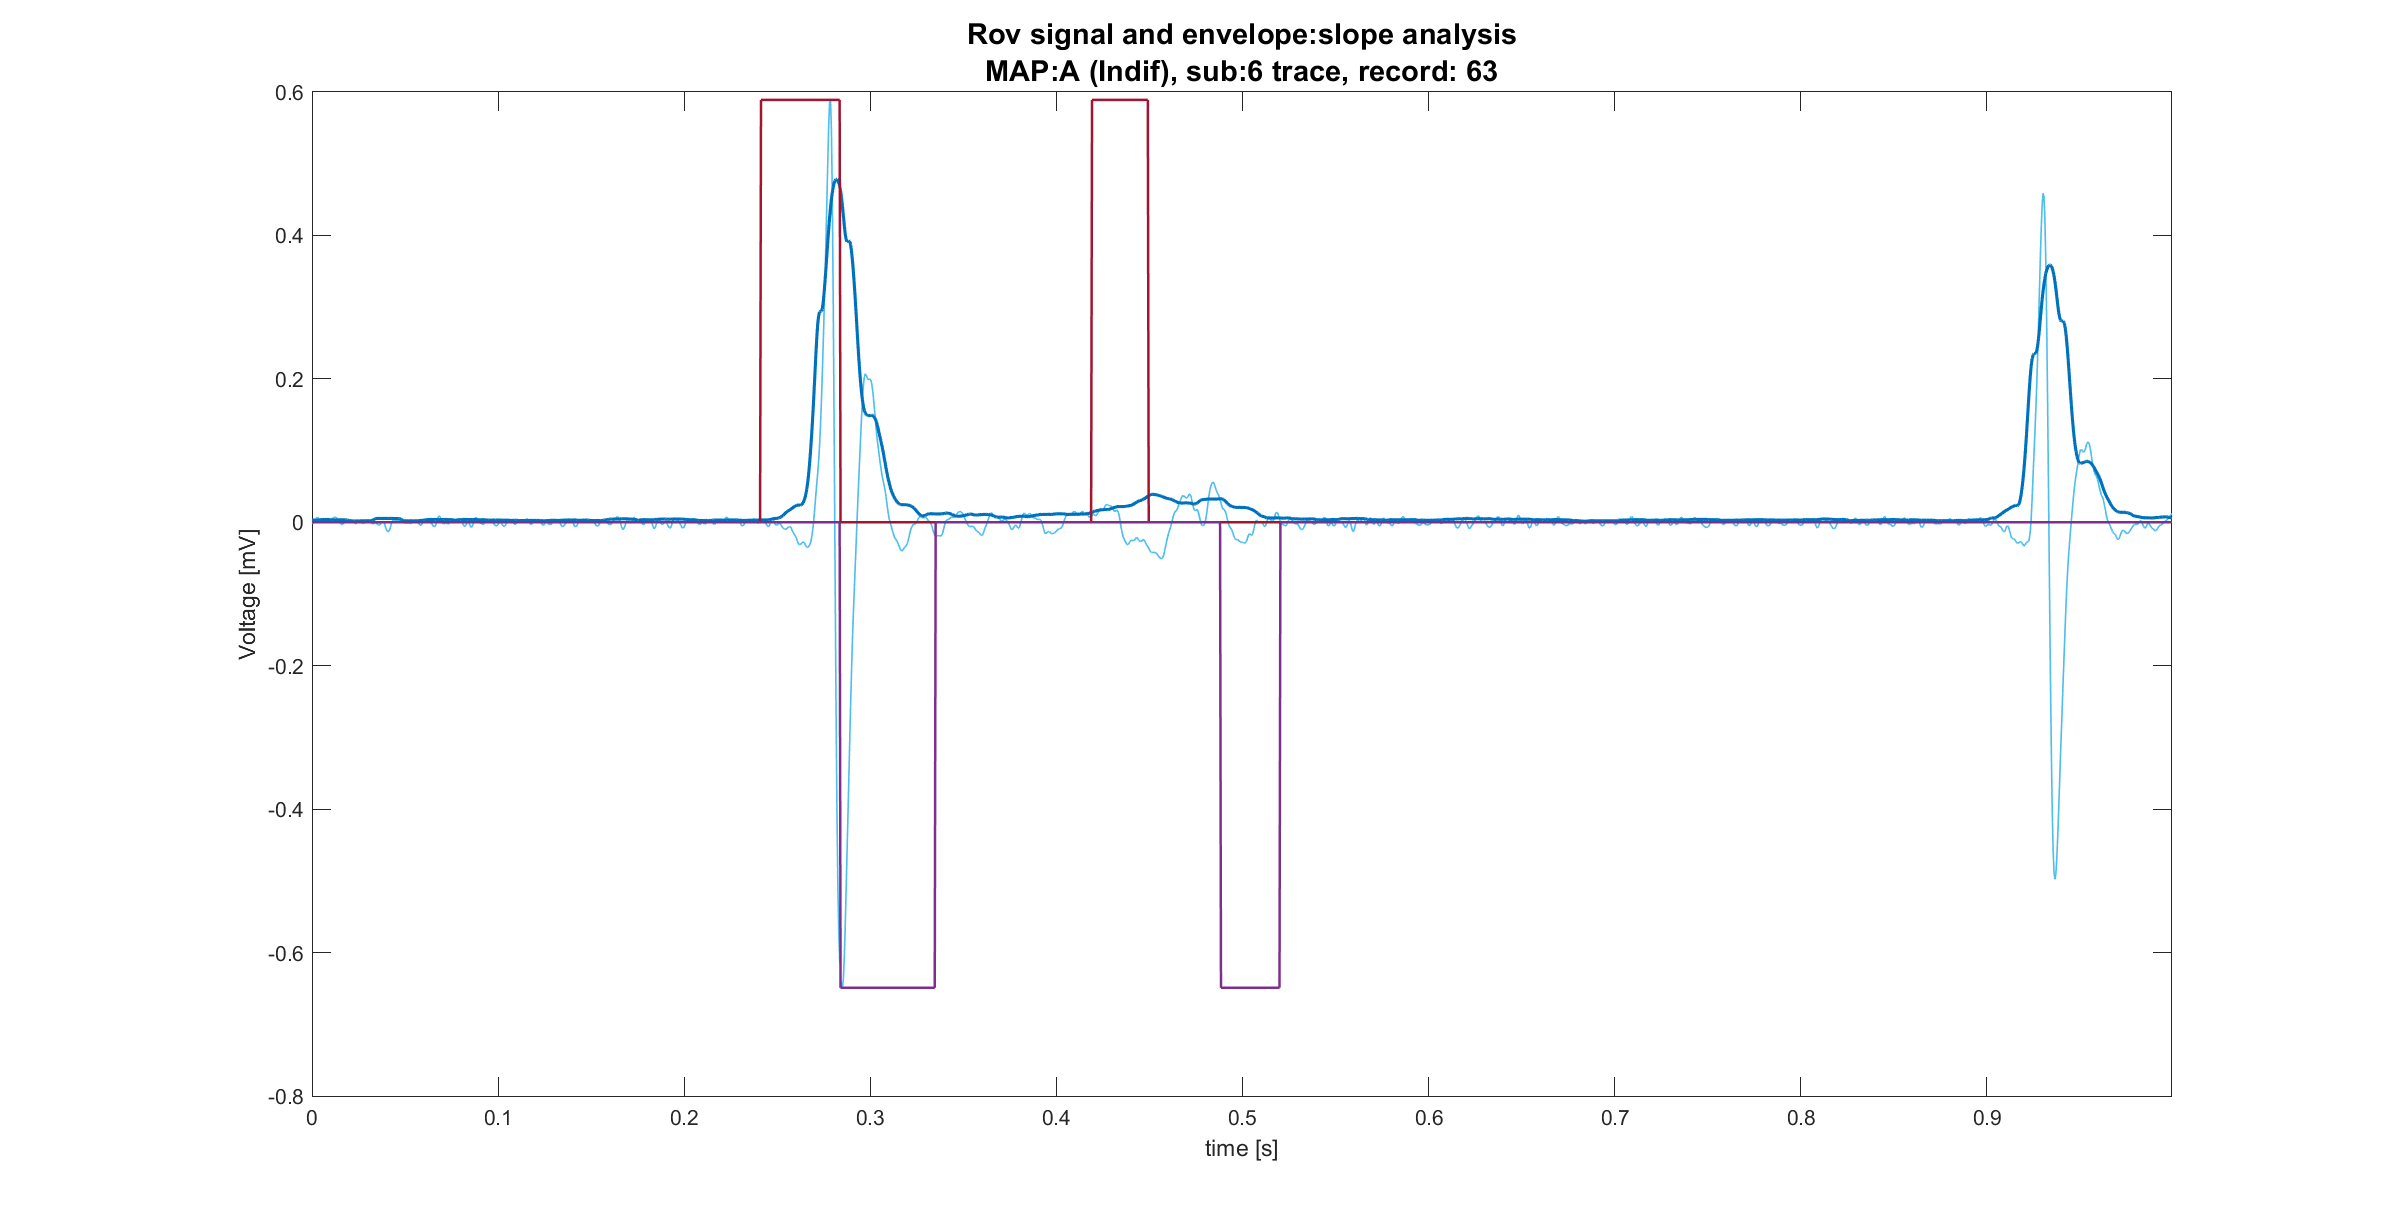 Rov signal and envelope:slope analysis
MAP:A (Indif), sub:6 trace, record: 63
0.6
0.4
0.2
0
-0.2
-0.4
-0.6
-0.8
Voltage [mV]
0 0.1 0.2 0.3 0.4 0.5 0.6 0.7 0.8 0.9
time [s]